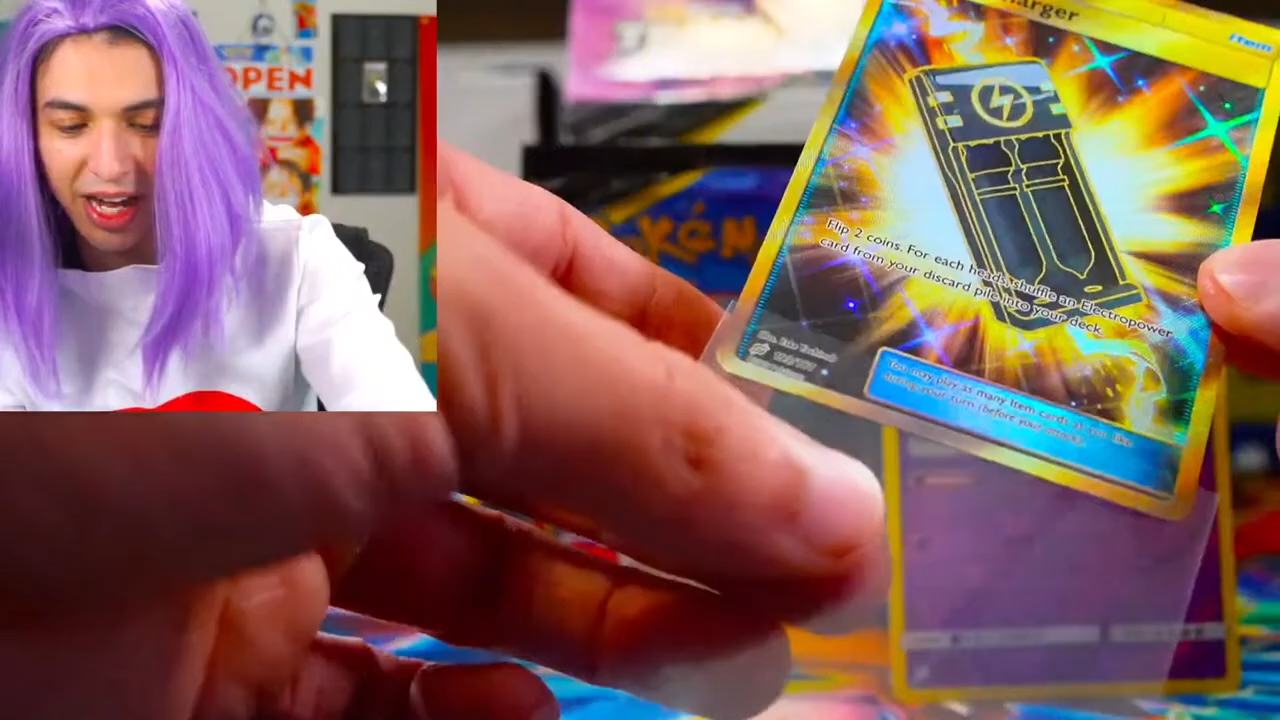 OPEN
harger
Item
Flip 2 coins. For each heads, shuffle an Electropower
card from your discard pile into your deck.
You may play as many Item cards as you like
during your turn (before your attack).